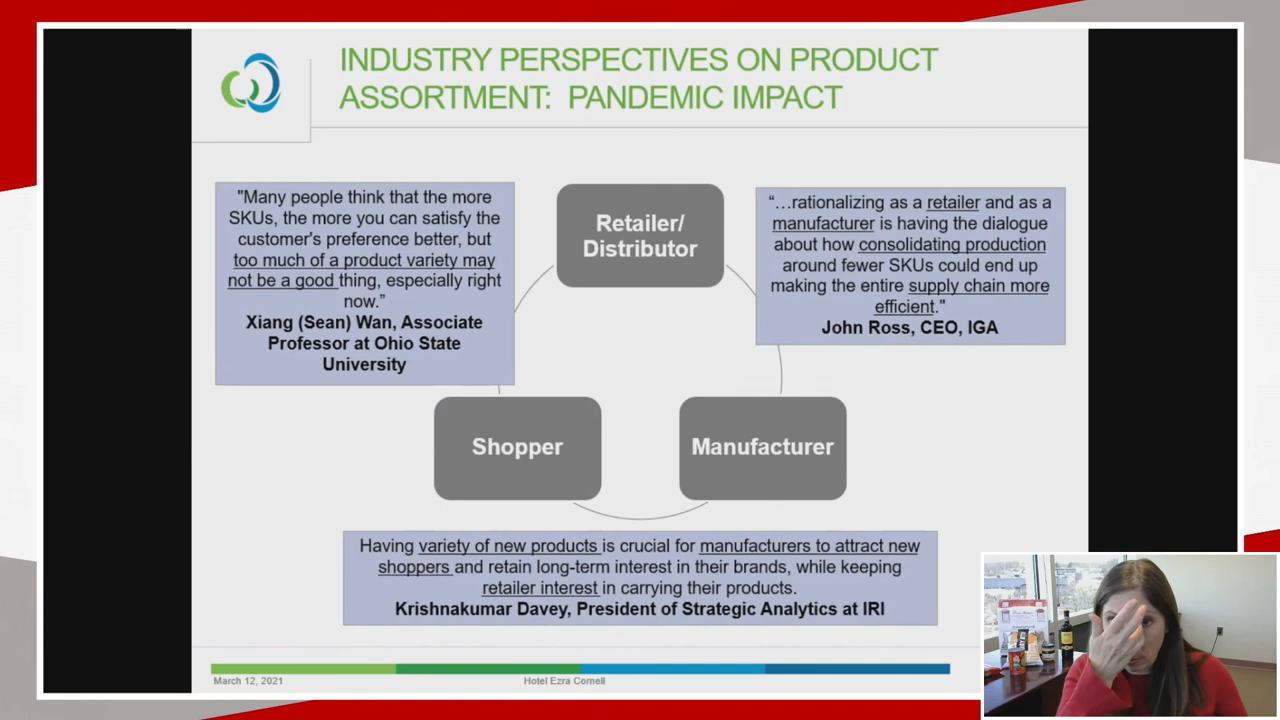 INDUSTRY PERSPECTIVES ON PRODUCT
ASSORTMENT: PANDEMIC IMPACT
"Many people think that the more
SKUs, the more you can satisfy the
customer's preference better, but
too much of a product variety may
not be a good thing, especially right
now."
Xiang (Sean) Wan, Associate
Professor at Ohio State
University
Retailer/
Distributor
“…rationalizing as a retailer and as a
manufacturer is having the dialogue
about how consolidating production
around fewer SKUs could end up
making the entire supply chain more
efficient."
John Ross, CEO, IGA
Shopper
Manufacturer
Having variety of new products is crucial for manufacturers to attract new
shoppers and retain long-term interest in their brands, while keeping
retailer interest in carrying their products.
Krishnakumar Davey, President of Strategic Analytics at IRI
March 12, 2021
Hotel Ezra Cornell